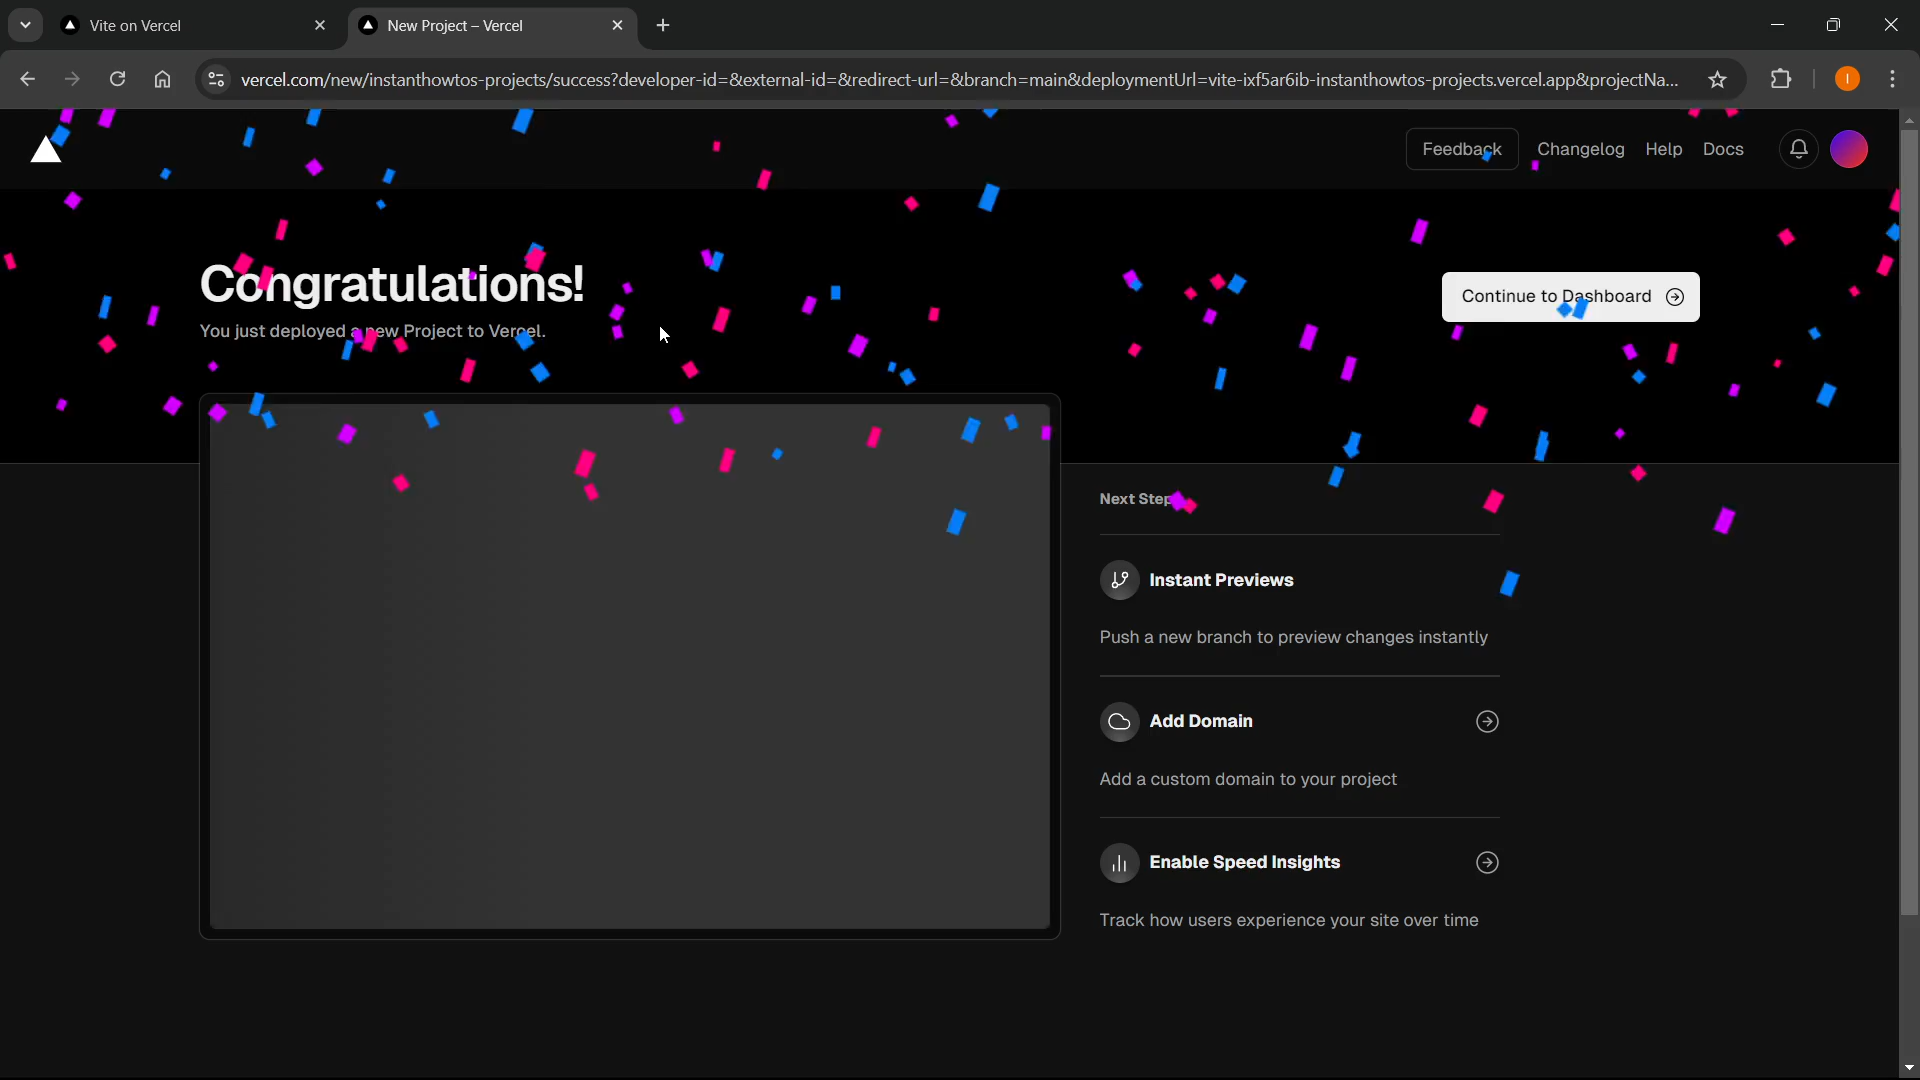 Vite on Vercel
New Project – Vercel
vercel.com/new/instanthowtos-projects/success?developer-id=&external-id=&redirect-url=&branch=main&deploymentUrl=vite-ixf5ar6ib-instanthowtos-projects.vercel.app&projectNa...
I
Feedback
Changelog
Help
Docs
Congratulations!
You just deployed a new Project to Vercel.
Continue to Dashboard
Next Steps
Instant Previews
Push a new branch to preview changes instantly
Add Domain
Add a custom domain to your project
Enable Speed Insights
Track how users experience your site over time